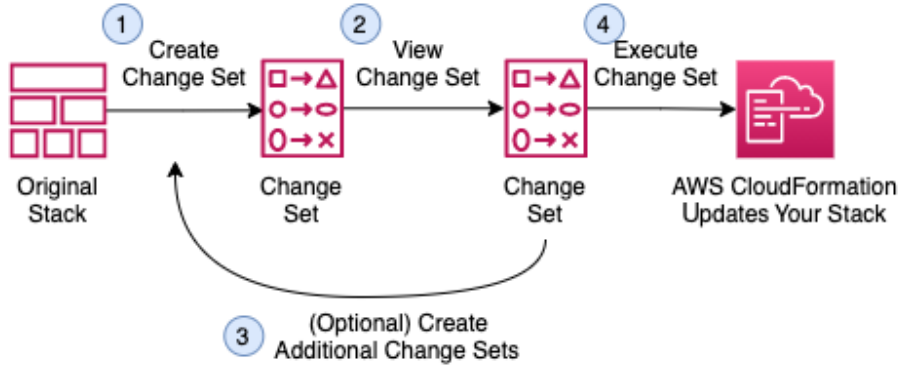 1
Create
Change Set
2
View
Change Set
4
Execute
Change Set
Original
Stack
Change
Set
Change
Set
AWS CloudFormation
Updates Your Stack
3
(Optional) Create
Additional Change Sets